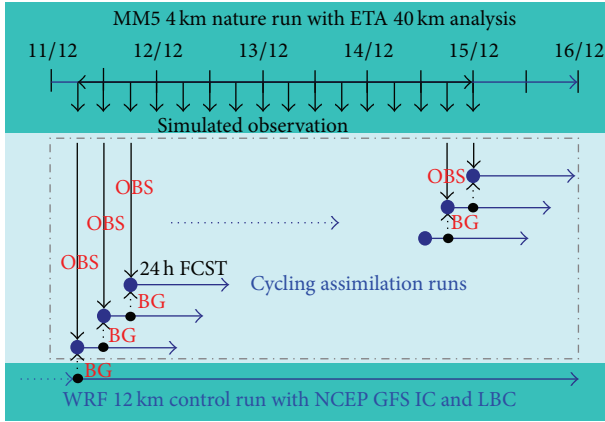 MM5 4 km nature run with ETA 40 km analysis
11/12 12/12 13/12 14/12 15/12 16/12
Simulated observation
OBS
OBS
OBS
OBS
BG
24 h FCST
Cycling assimilation runs
BG
BG
BG
WRF 12 km control run with NCEP GFS IC and LBC